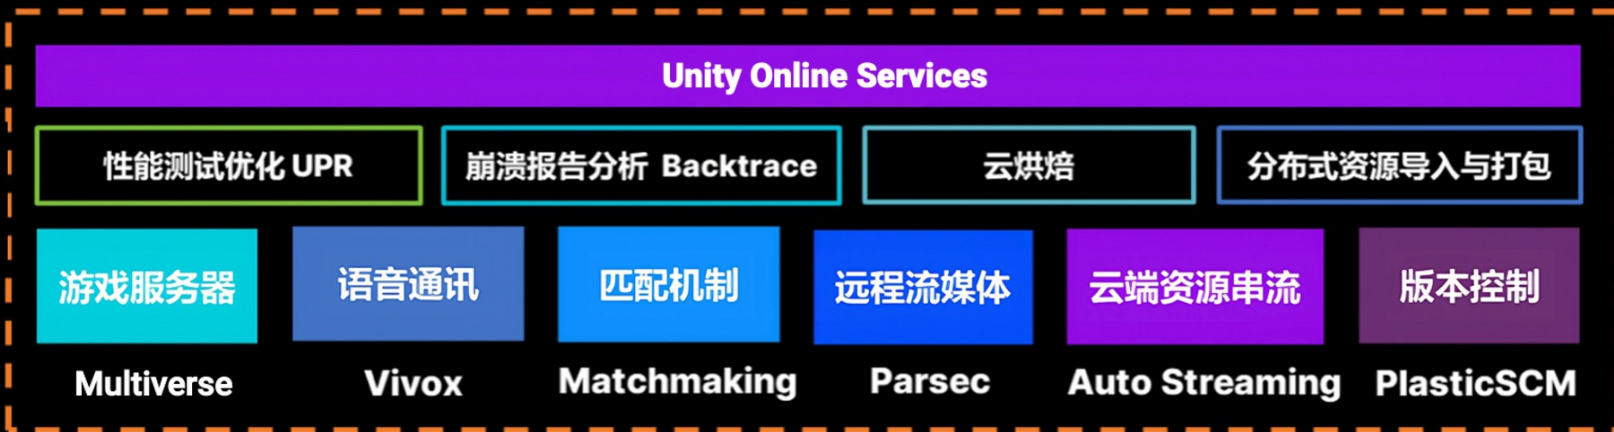 Unity Online Services
性能测试优化 UPR
崩溃报告分析 Backtrace
云烘焙
分布式资源导入与打包
游戏服务器
语音通讯
匹配机制
远程流媒体
云端资源串流
版本控制
Multiverse
Vivox
Matchmaking
Parsec
Auto Streaming
PlasticSCM